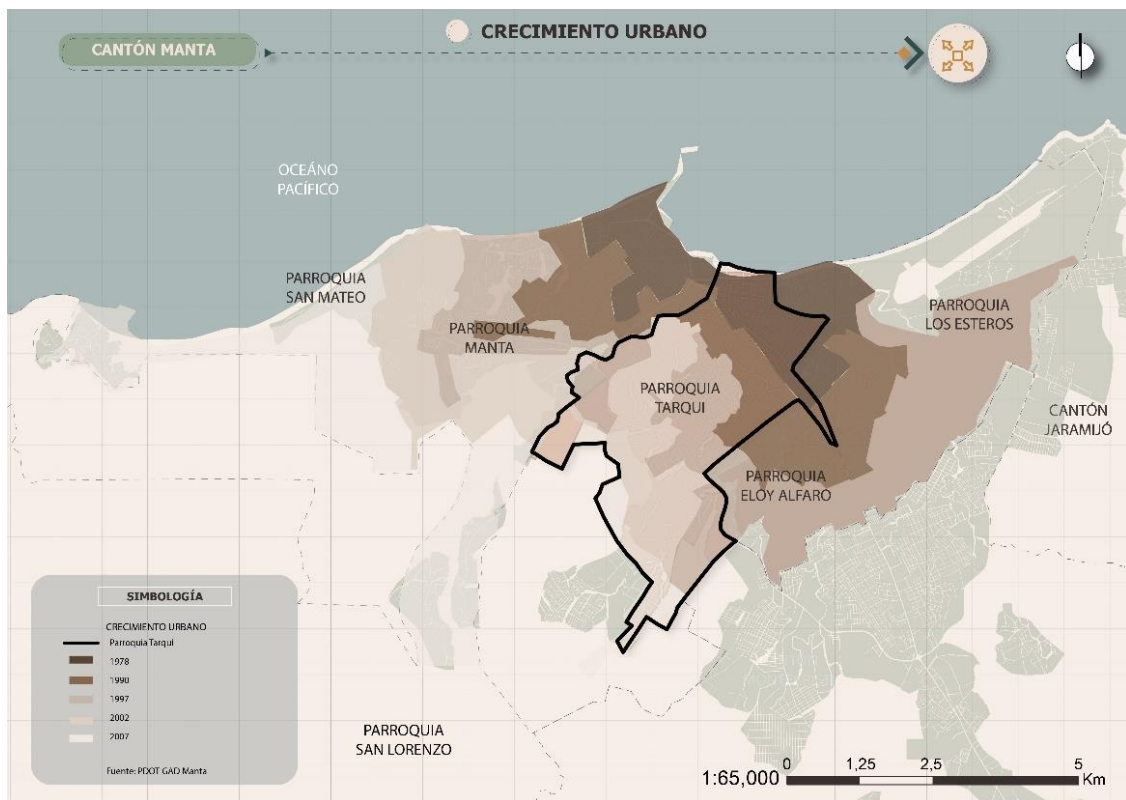 CRECIMIENTO URBANO
CANTÓN MANTA
OCEÁNO
PACÍFICO
PARROQUIA
SAN MATEO
PARROQUIA
MANTA
PARROQUIA
LOS ESTEROS
PARROQUIA
TARQUI
CANTÓN
JARAMIJÓ
PARROQUIA
ELOY ALFARO
PARROQUIA
SAN LORENZO
SIMBOLOGÍA
CRECIMIENTO URBANO
Parroquia Tarqui
1978
1990
1997
2002
2007
Fuente: PDOT GAD Manta
1:65,000
0 1,25 2,5 5
Km